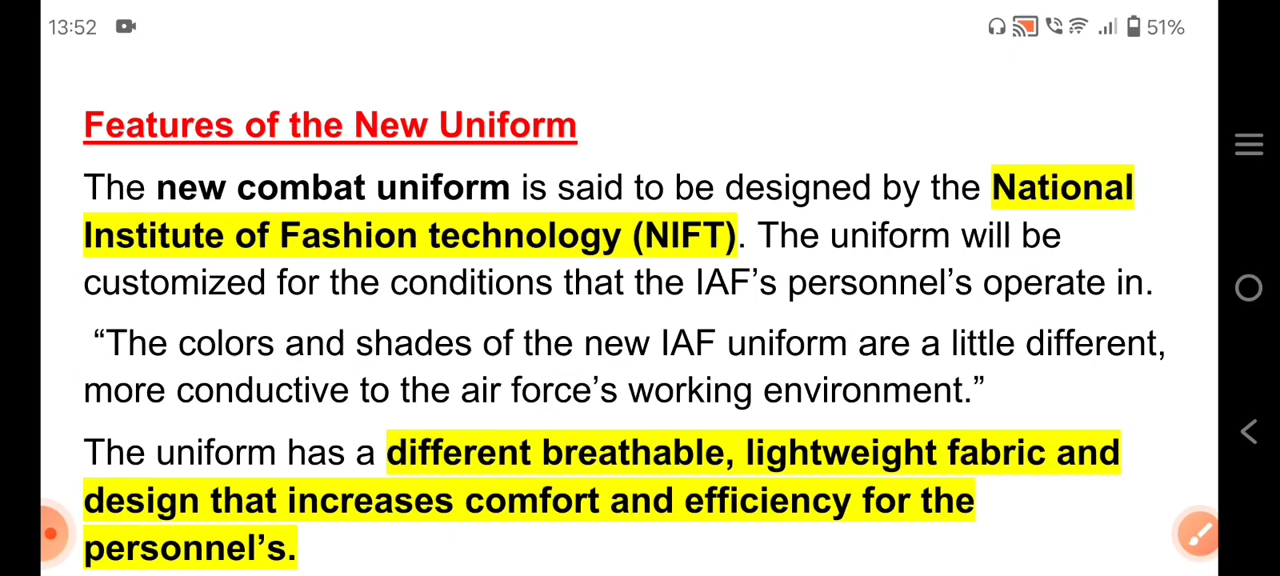 13:52
51%
Features of the New Uniform
The new combat uniform is said to be designed by the National
Institute of Fashion technology (NIFT). The uniform will be
customized for the conditions that the IAF’s personnel’s operate in.
“The colors and shades of the new IAF uniform are a little different,
more conductive to the air force’s working environment.”
The uniform has a different breathable, lightweight fabric and
design that increases comfort and efficiency for the
personnel’s.